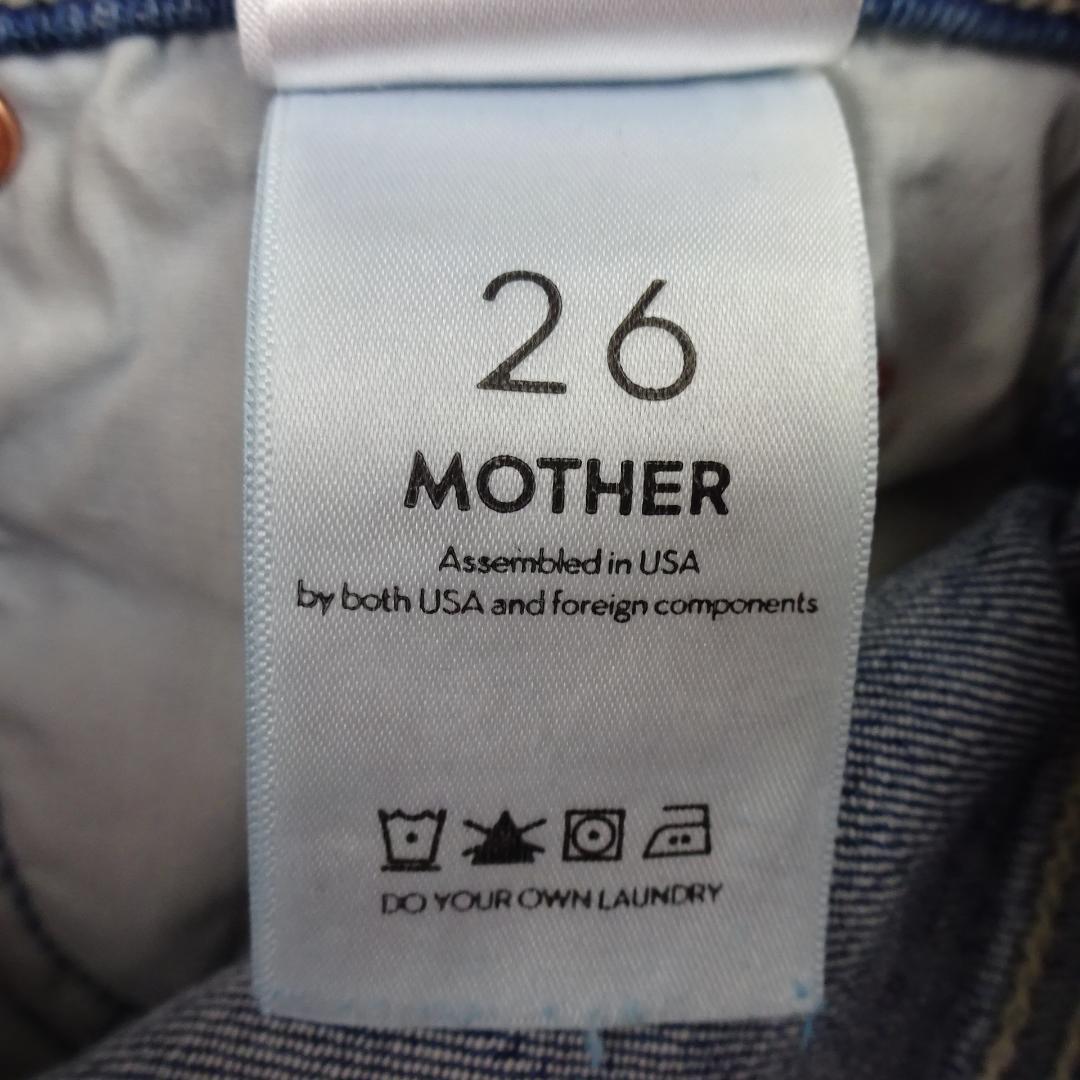 26
MOTHER
Assembled in USA
by both USA and foreign components
DO YOUR OWN LAUNDRY